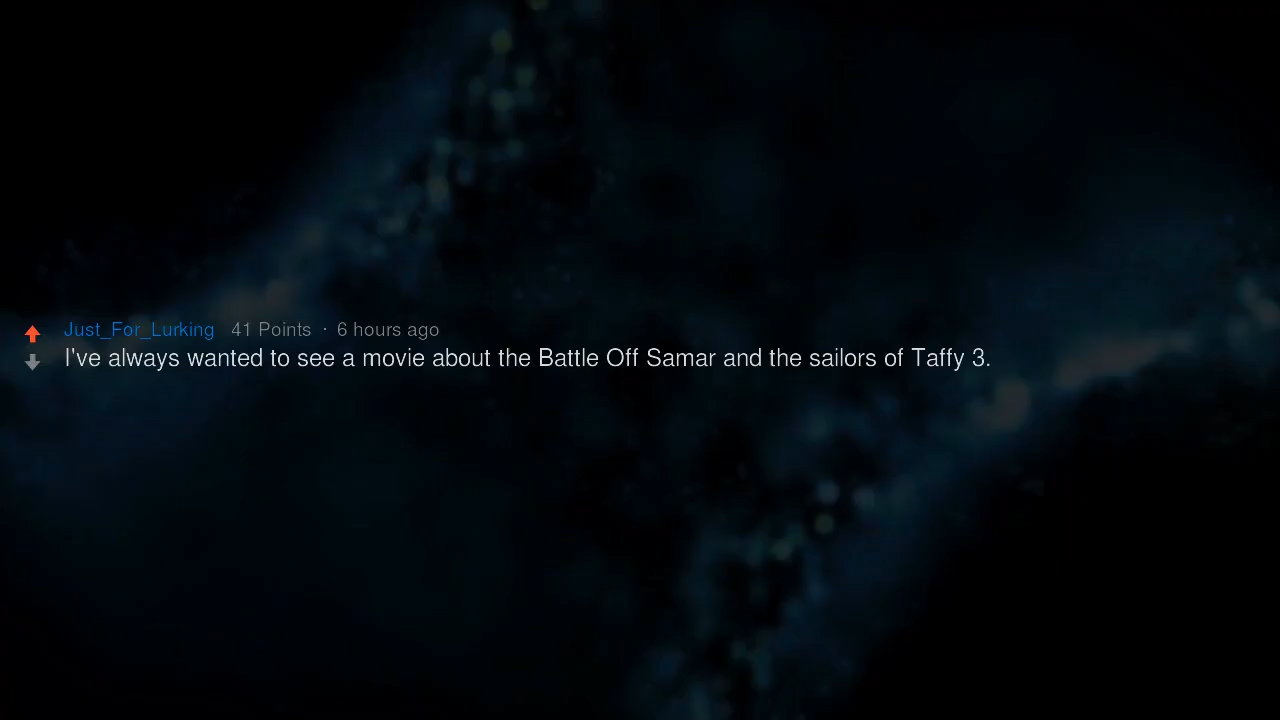 Just_For_Lurking 41 Points · 6 hours ago
I've always wanted to see a movie about the Battle Off Samar and the sailors of Taffy 3.